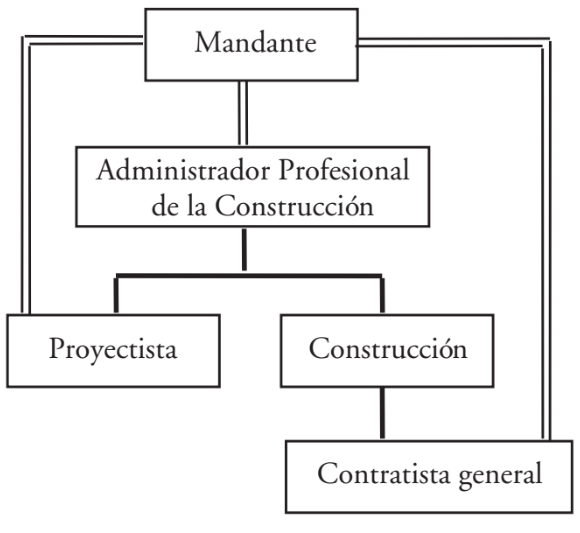 Mandante
Administrador Profesional
de la Construcción
Proyectista
Construcción
Contratista general